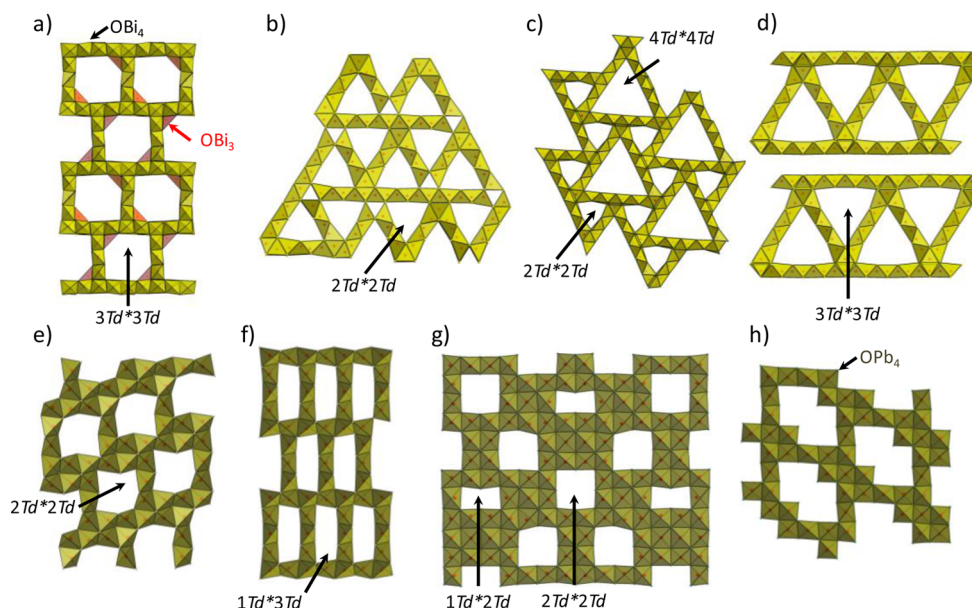 a)
OBi4
OBi3
3Td*3Td
b)
2Td*2Td
c)
4Td*4Td
2Td*2Td
d)
3Td*3Td
e)
2Td*2Td
f)
1Td*3Td
g)
1Td*2Td
2Td*2Td
h)
OPb4